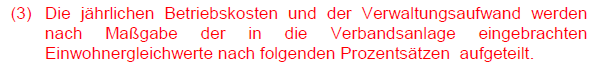 (3) Die jährlichen Betriebskosten und der Verwaltungsaufwand werden
nach Maßgabe der in die Verbandsanlage eingebrachten
Einwohnergleichwerte nach folgenden Prozentsätzen aufgeteilt.